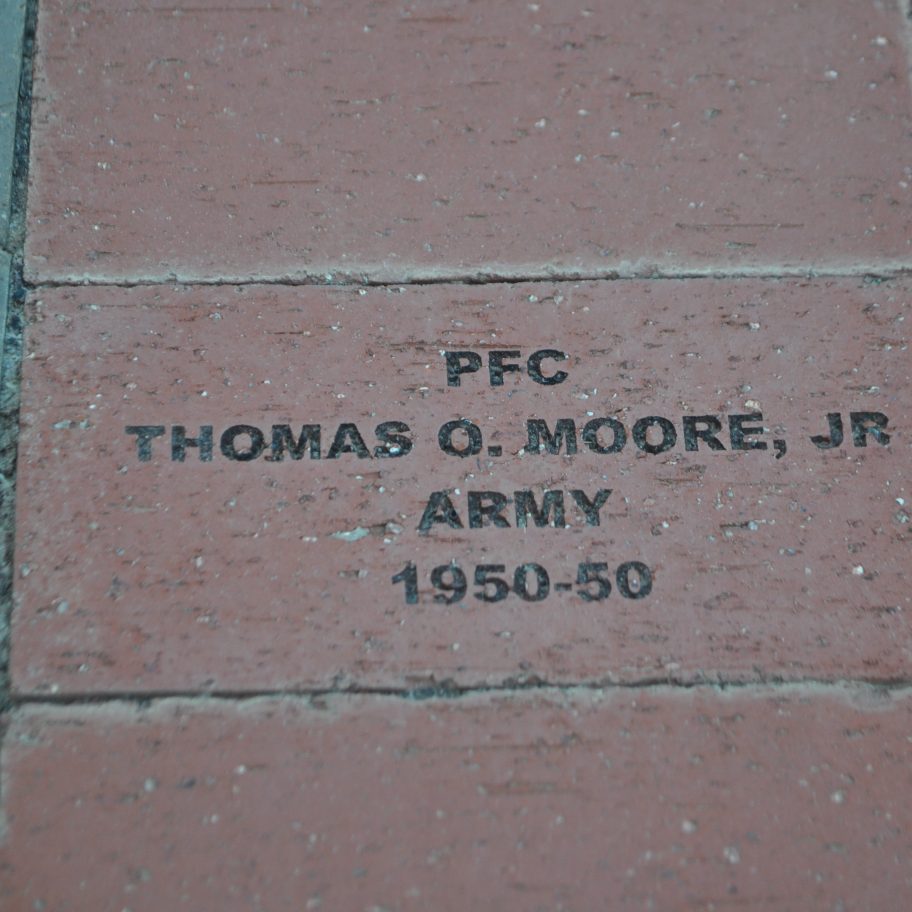 PFC
THOMAS O. MOORE, JR
ARMY
1950-50